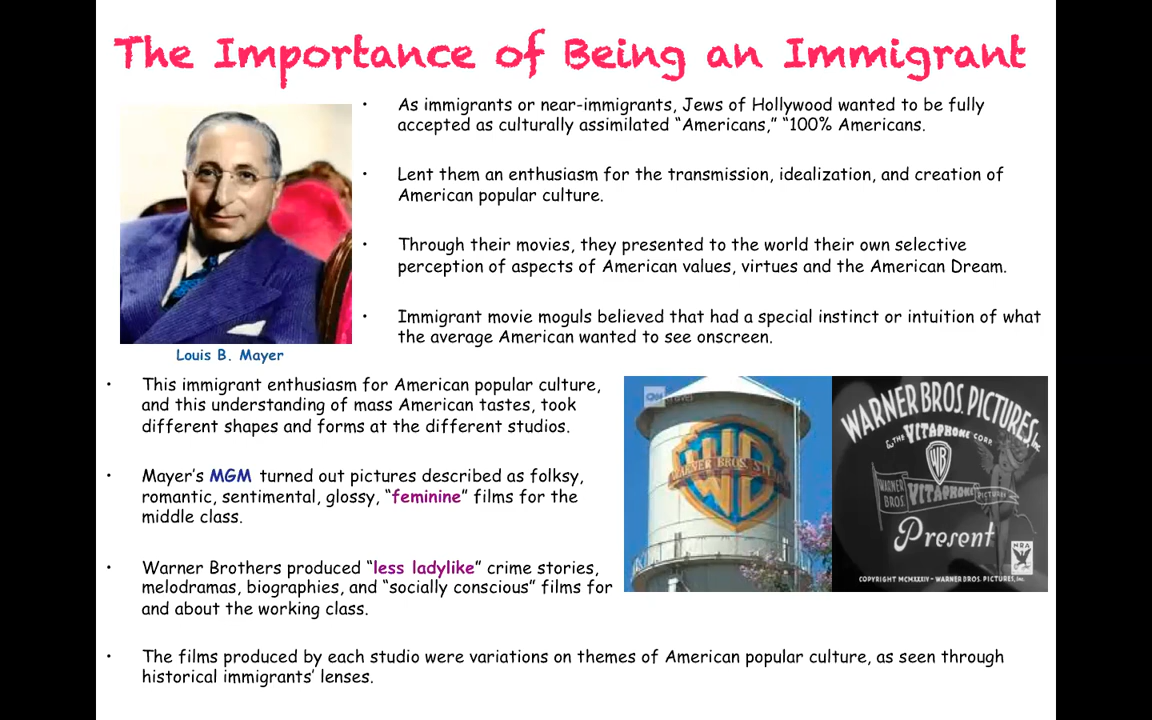 The Importance of Being an Immigrant
• As immigrants or near-immigrants, Jews of Hollywood wanted to be fully
accepted as culturally assimilated “Americans,” “100% Americans.
• Lent them an enthusiasm for the transmission, idealization, and creation of
American popular culture.
• Through their movies, they presented to the world their own selective
perception of aspects of American values, virtues and the American Dream.
• Immigrant movie moguls believed that had a special instinct or intuition of what
the average American wanted to see onscreen.
Louis B. Mayer
• This immigrant enthusiasm for American popular culture,
and this understanding of mass American tastes, took
different shapes and forms at the different studios.
• Mayer’s MGM turned out pictures described as folksy,
romantic, sentimental, glossy, “feminine” films for the
middle class.
• Warner Brothers produced “less ladylike” crime stories,
melodramas, biographies, and “socially conscious” films for
and about the working class.
CNN travel
WB
WARNER BROS. STUDIOS
WARNER BROS. PICTURES, Inc.
& THE VITAPHONE CORP.
WB
WARNER
BROS.
VITAPHONE
PICTURES
Present
NRA
COPYRIGHT MCMXXXIV - WARNER BROS. PICTURES, Inc.
• The films produced by each studio were variations on themes of American popular culture, as seen through
historical immigrants’ lenses.